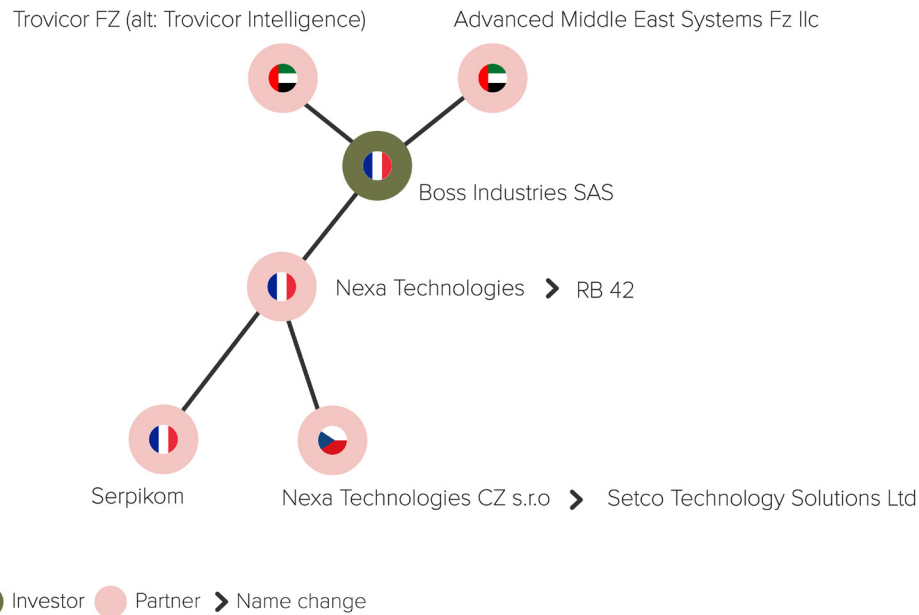 Trovicor FZ (alt: Trovicor Intelligence)
Advanced Middle East Systems Fz llc
Boss Industries SAS
Nexa Technologies > RB 42
Serpikom
Nexa Technologies CZ s.r.o > Setco Technology Solutions Ltd
Investor Partner > Name change